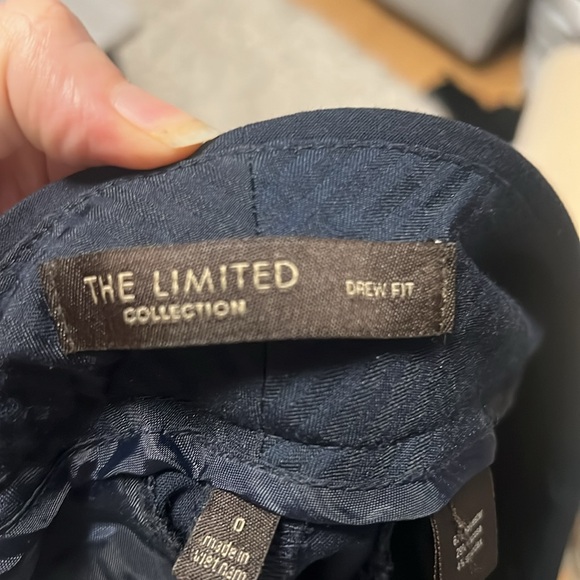 THE LIMITED
COLLECTION
DREW FIT
0
made in
vietnam